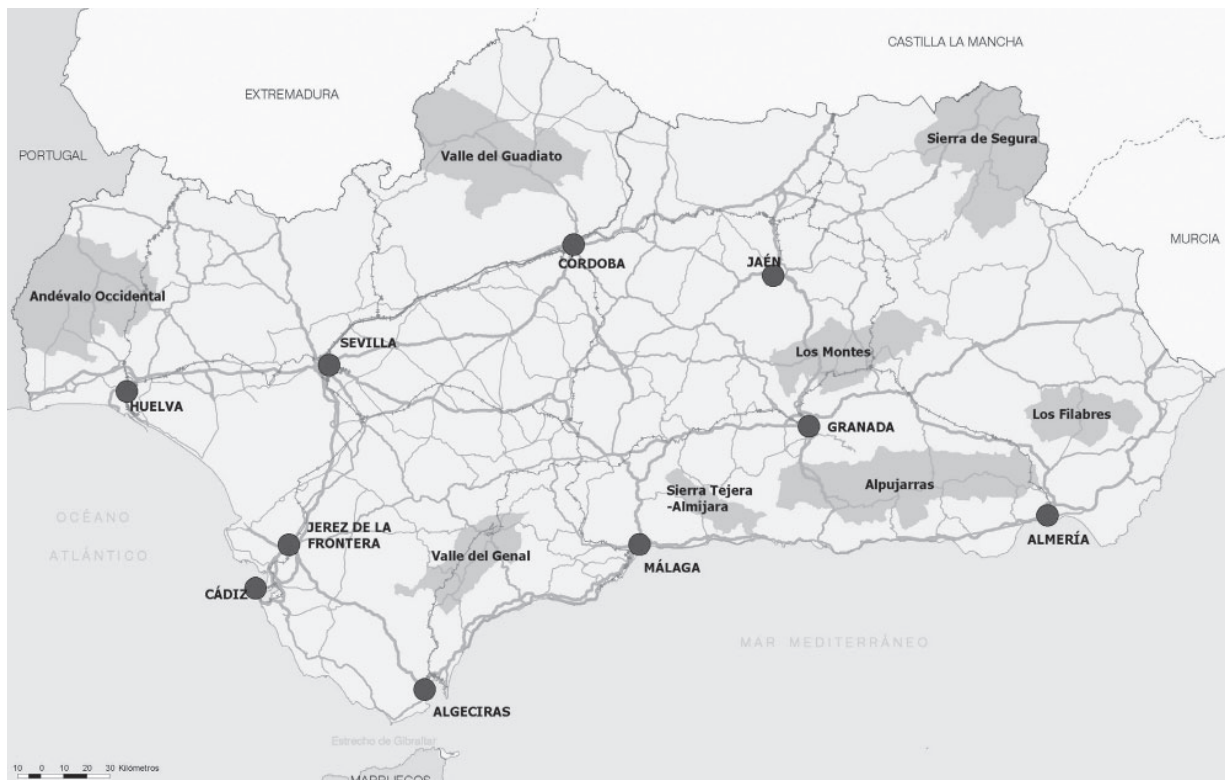 CASTILLA LA MANCHA
EXTREMADURA
PORTUGAL
Valle del Guadiato
Sierra de Segura
MURCIA
CÓRDOBA
JAÉN
Andévalo Occidental
SEVILLA
Los Montes
HUELVA
GRANADA
Los Filabres
Sierra Tejera
-Almijara
Alpujarras
OCÉANO
ATLÁNTICO
JEREZ DE LA
FRONTERA
Valle del Genal
MÁLAGA
ALMERÍA
CÁDIZ
MAR MEDITERRÁNEO
ALGECIRAS
Estrecho de Gibraltar
10 0 10 20 30 Kilómetros
MARRUECOS